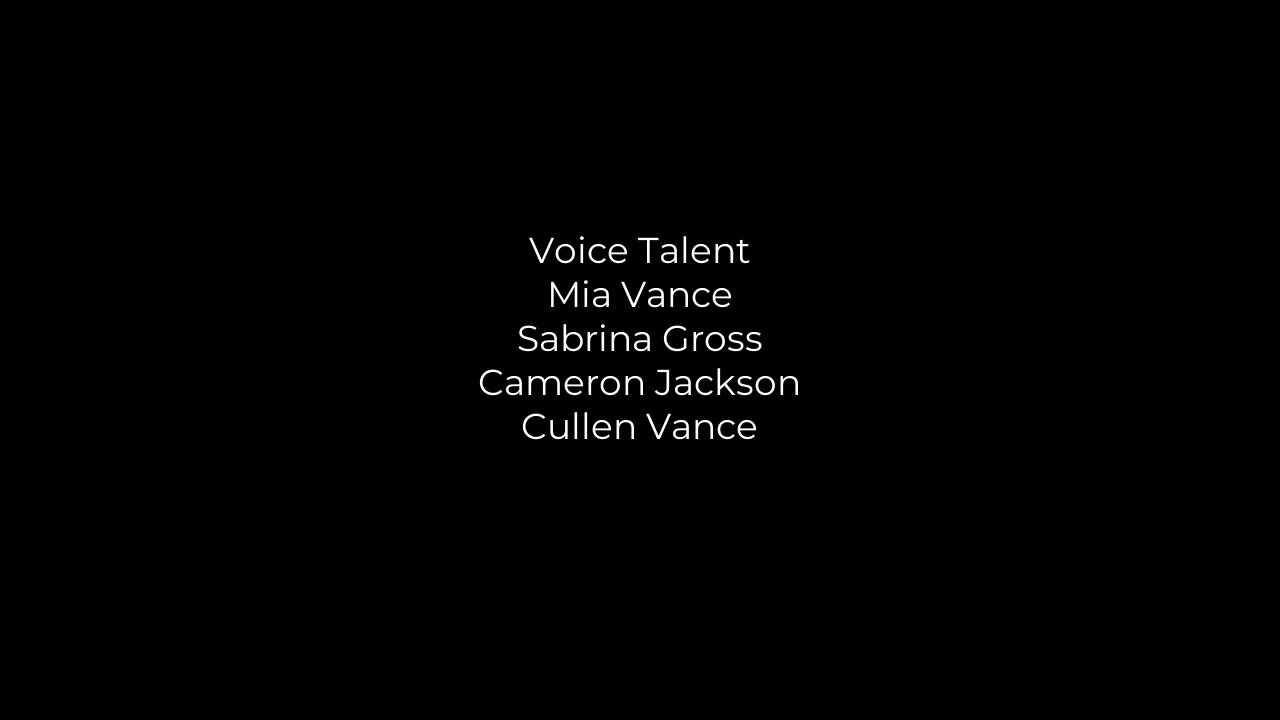 Voice Talent
Mia Vance
Sabrina Gross
Cameron Jackson
Cullen Vance